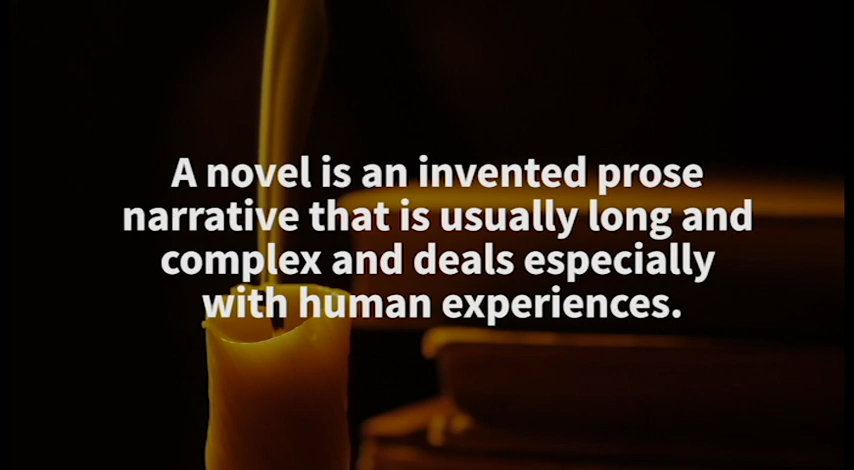 A novel is an invented prose
narrative that is usually long and
complex and deals especially
with human experiences.